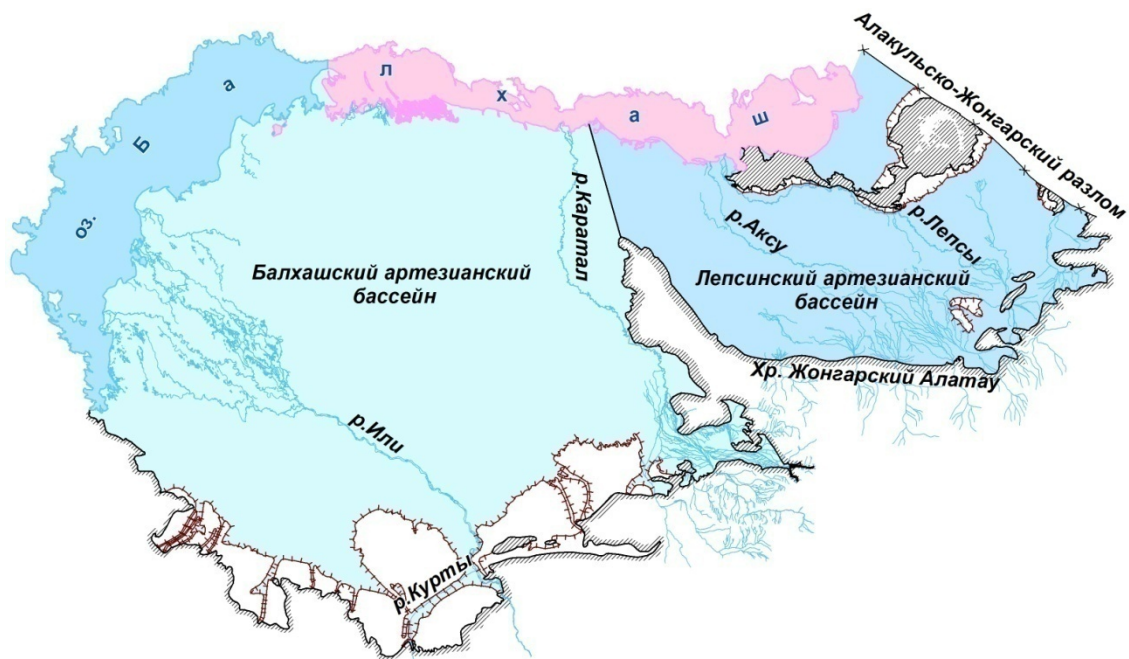 оз. Б а л х а ш
Алакульско-Жонгарский разлом
р.Каратал
р.Аксу
р.Лепсы
Балхашский артезианский
бассейн
Лепсинский артезианский
бассейн
Хр. Жонгарский Алатау
р.Или
р.Курты